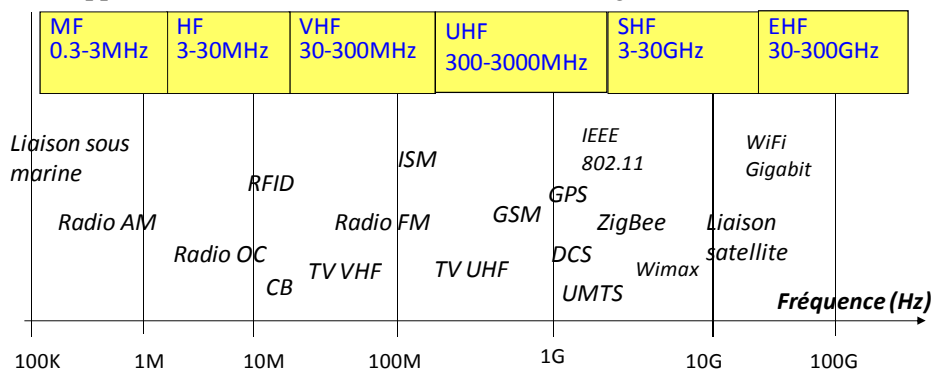 MF
0.3-3MHz
HF
3-30MHz
VHF
30-300MHz
UHF
300-3000MHz
SHF
3-30GHz
EHF
30-300GHz
Liaison sous
marine
RFID
ISM
IEEE
802.11
WiFi
Gigabit
Radio AM
Radio FM
GSM
GPS
ZigBee
Liaison
satellite
Radio OC
CB
TV VHF
TV UHF
DCS
UMTS
Wimax
Fréquence (Hz)
100K
1M
10M
100M
1G
10G
100G